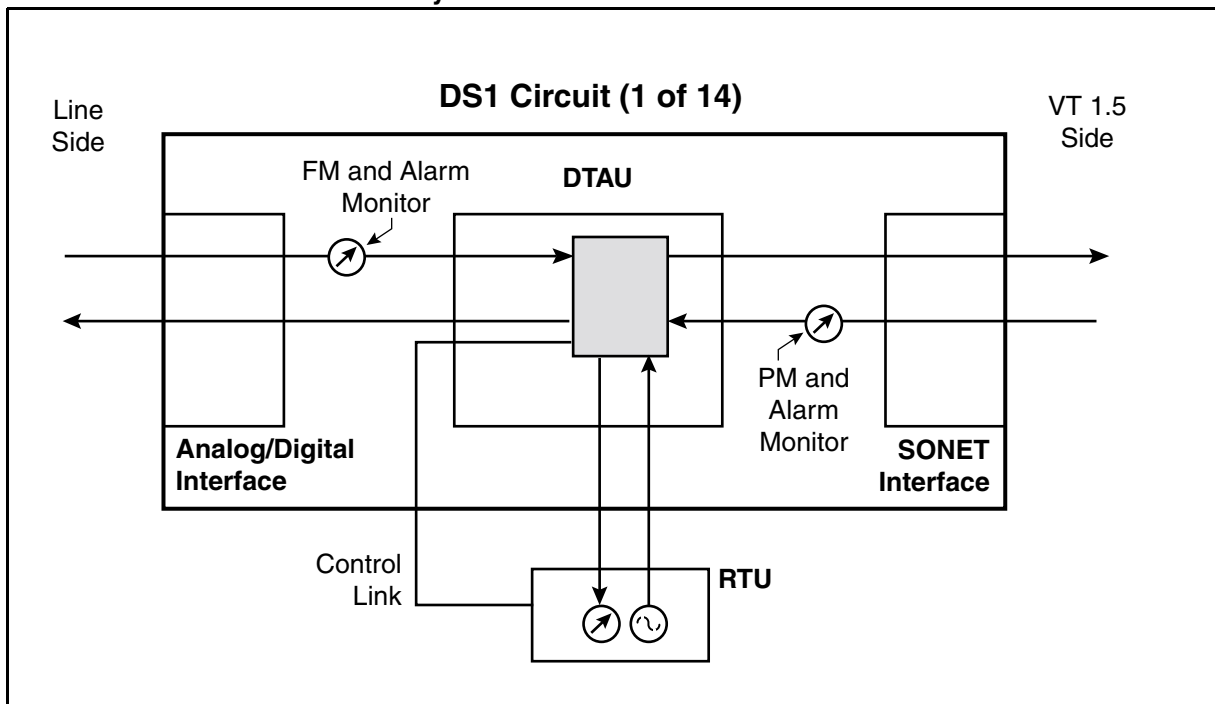 DS1 Circuit (1 of 14)
Line
Side
VT 1.5
Side
FM and Alarm
Monitor
DTAU
PM and
Alarm
Monitor
Analog/Digital
Interface
SONET
Interface
Control
Link
RTU